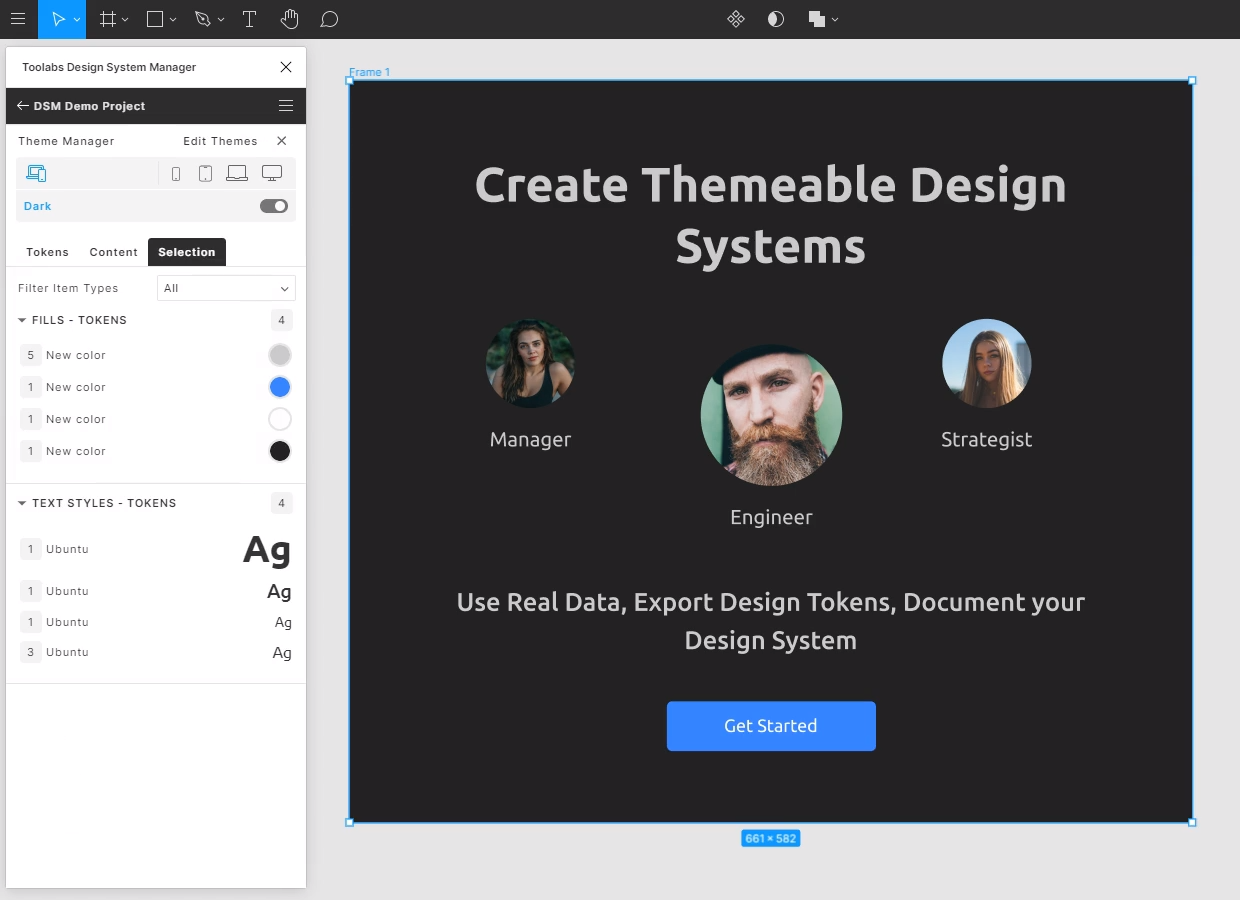 Toolabs Design System Manager
DSM Demo Project
Theme Manager Edit Themes
Dark
Tokens Content Selection
Filter Item Types All
FILLS - TOKENS 4
5 New color
1 New color
1 New color
1 New color
TEXT STYLES - TOKENS 4
1 Ubuntu Ag
1 Ubuntu Ag
1 Ubuntu Ag
3 Ubuntu Ag
Frame 1
Create Themeable Design
Systems
Manager
Strategist
Engineer
Use Real Data, Export Design Tokens, Document your
Design System
Get Started
661 × 582